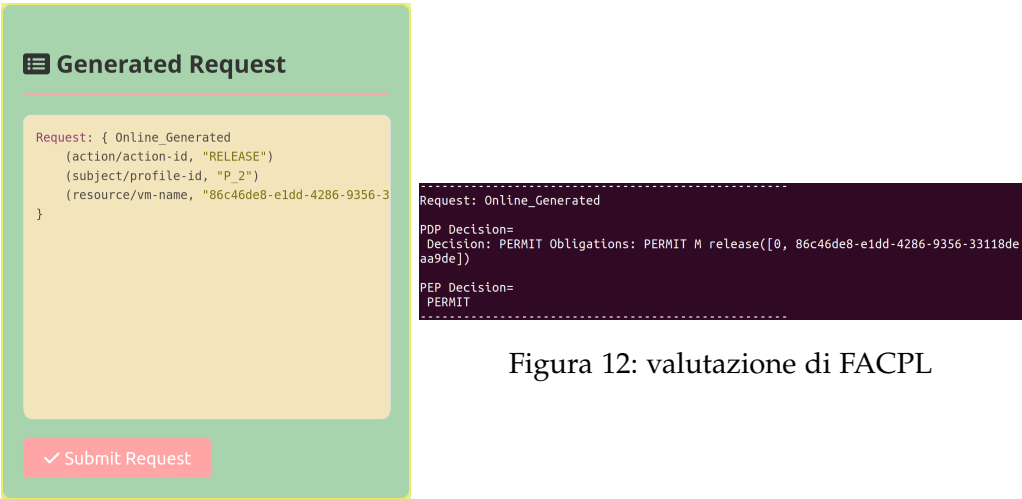 Generated Request
Request: { Online_Generated
(action/action-id, "RELEASE")
(subject/profile-id, "P_2")
(resource/vm-name, "86c46de8-e1dd-4286-9356-3
}
Submit Request
--------------------------------------------------
Request: Online_Generated
PDP Decision=
Decision: PERMIT Obligations: PERMIT M release([0, 86c46de8-e1dd-4286-9356-33118de
aa9de])
PEP Decision=
PERMIT
--------------------------------------------------
Figura 12: valutazione di FACPL